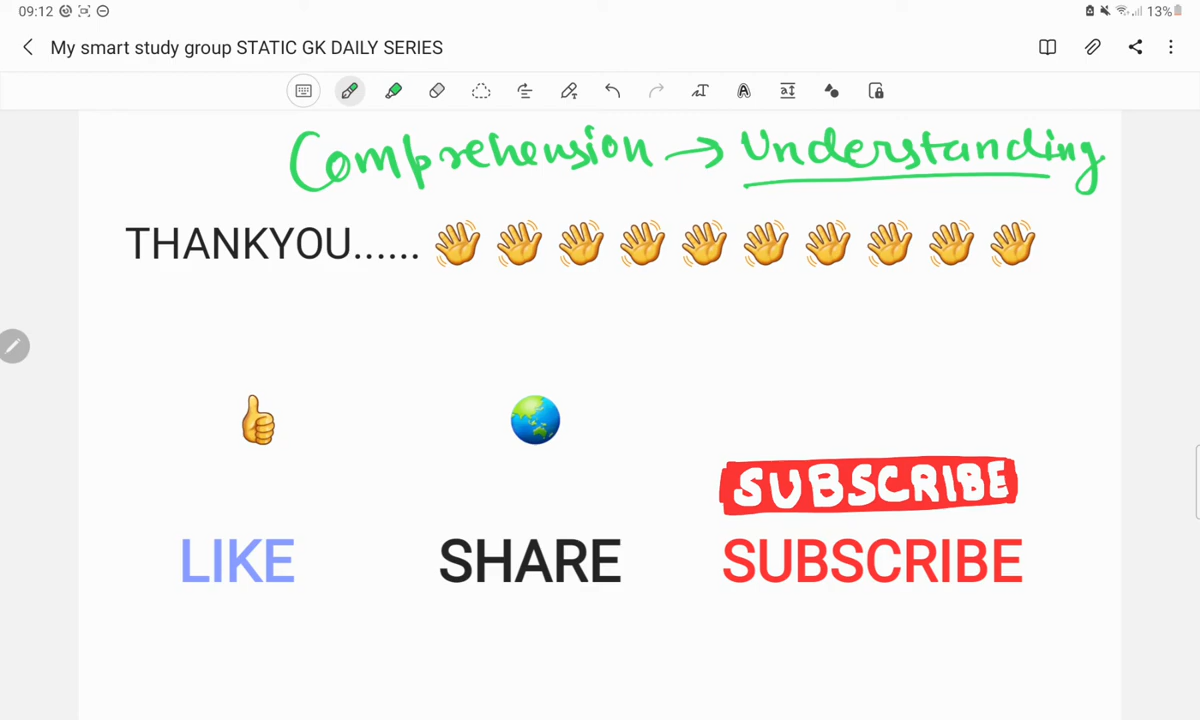 09:12 13%
My smart study group STATIC GK DAILY SERIES
Comprehension → Understanding
THANKYOU...... 👋 👋 👋 👋 👋 👋 👋 👋 👋 👋
SUBSCRIBE
LIKE SHARE SUBSCRIBE